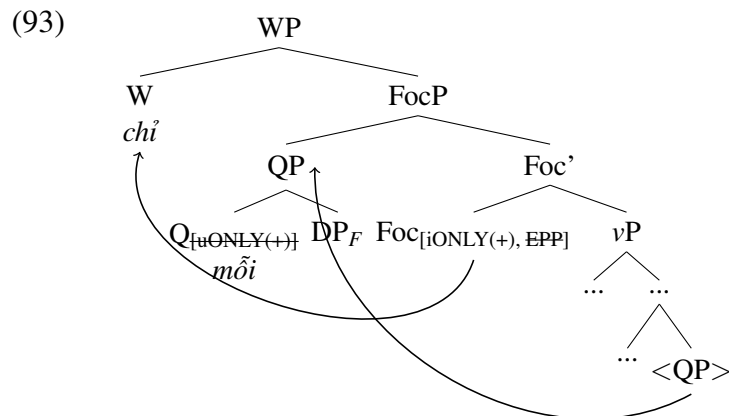 (93)
WP
W FocP
chỉ
QP Foc'
Q[uONLY(+)] DPF Foc[iONLY(+), EPP] vP
mỗi
... ...
... <QP>